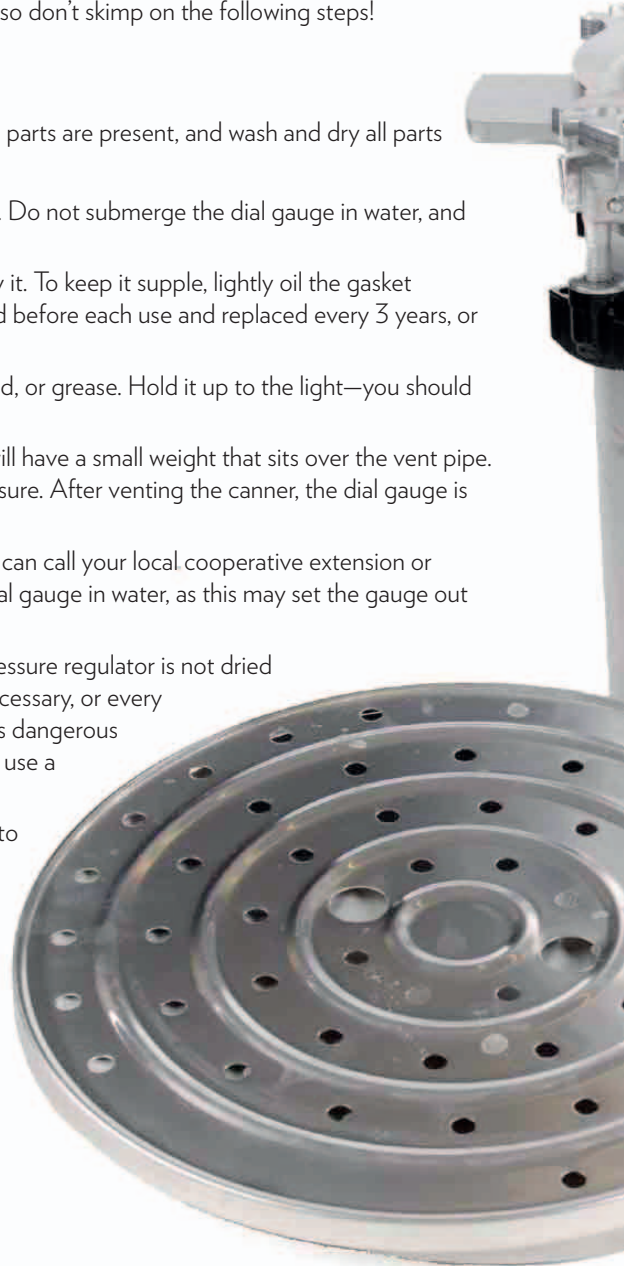 so don’t skimp on the following steps!
parts are present, and wash and dry all parts
. Do not submerge the dial gauge in water, and
it. To keep it supple, lightly oil the gasket
before each use and replaced every 3 years, or
d, or grease. Hold it up to the light—you should
ill have a small weight that sits over the vent pipe.
sure. After venting the canner, the dial gauge is
can call your local cooperative extension or
al gauge in water, as this may set the gauge out
essure regulator is not dried
cessary, or every
s dangerous
use a
to